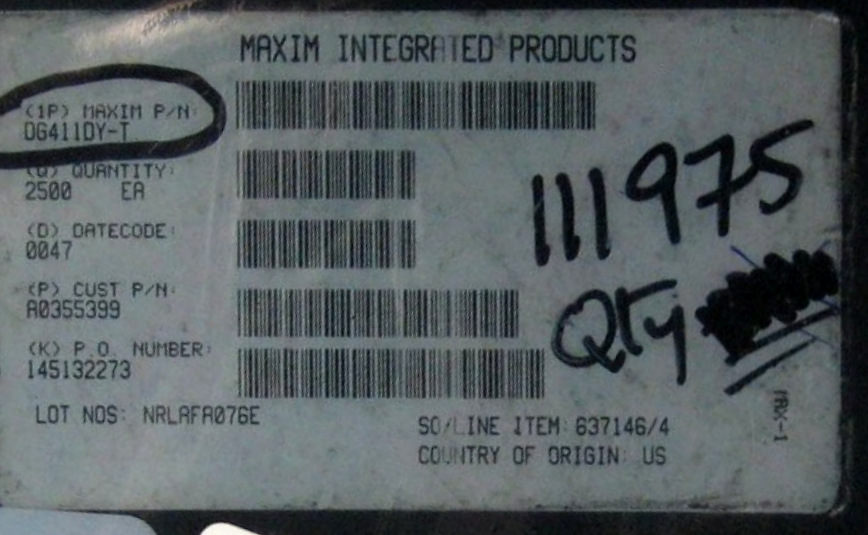 MAXIM INTEGRATED PRODUCTS
(1P) MAXIM P/N:
DG411DY-T
(Q) QUANTITY:
2500 EA
(D) DATECODE:
0047
(P) CUST P/N:
A0355399
(K) P.O. NUMBER:
145132273
LOT NOS: NRLAFA076E
SO/LINE ITEM: 637146/4
COUNTRY OF ORIGIN: US
111975
QTY